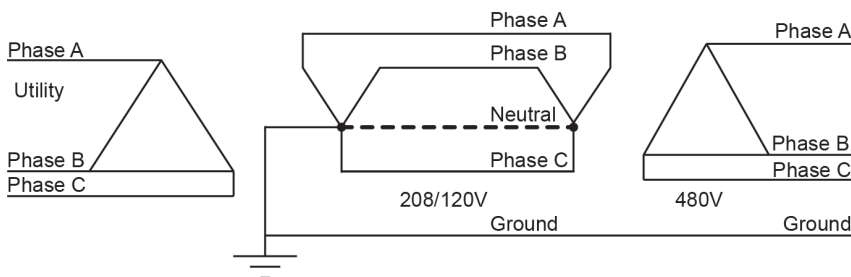 Phase A
Utility
Phase B
Phase C
Phase A
Phase B
Neutral
Phase C
208/120V
Ground
Phase A
Phase B
Phase C
480V
Ground